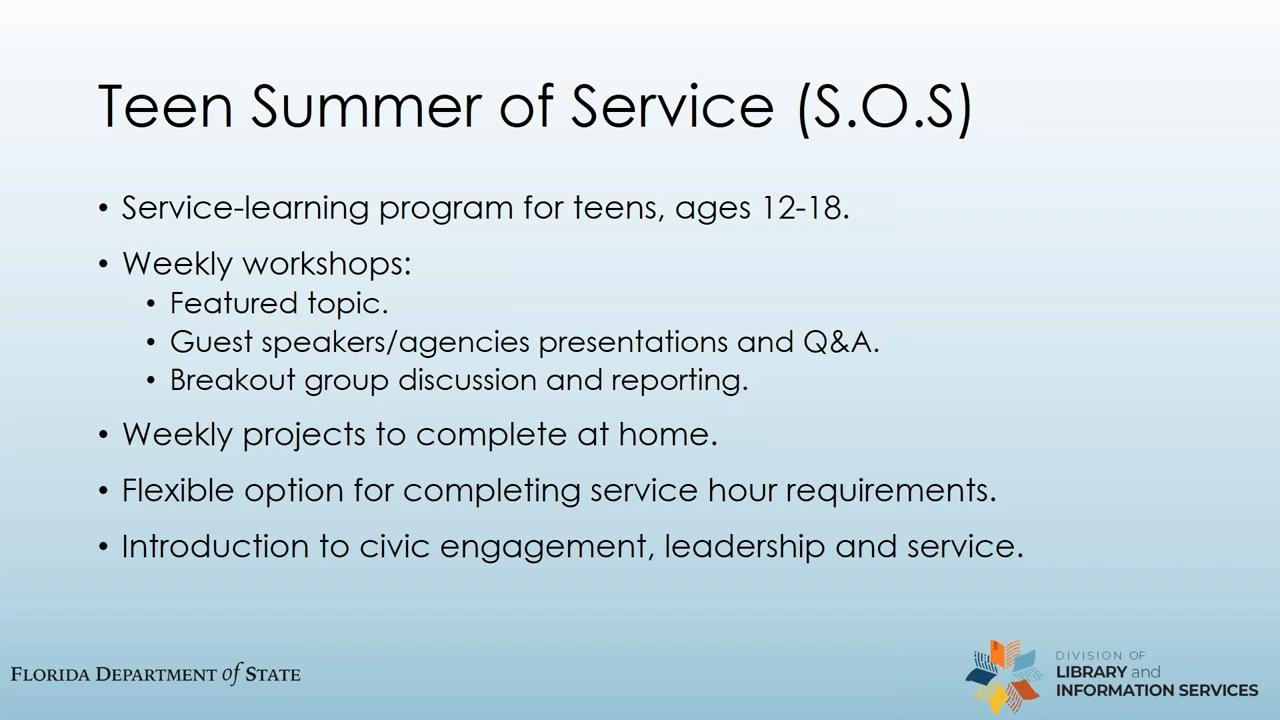 Teen Summer of Service (S.O.S)
• Service-learning program for teens, ages 12-18.
• Weekly workshops:
• Featured topic.
• Guest speakers/agencies presentations and Q&A.
• Breakout group discussion and reporting.
• Weekly projects to complete at home.
• Flexible option for completing service hour requirements.
• Introduction to civic engagement, leadership and service.
FLORIDA DEPARTMENT of STATE
DIVISION OF
LIBRARY and
INFORMATION SERVICES